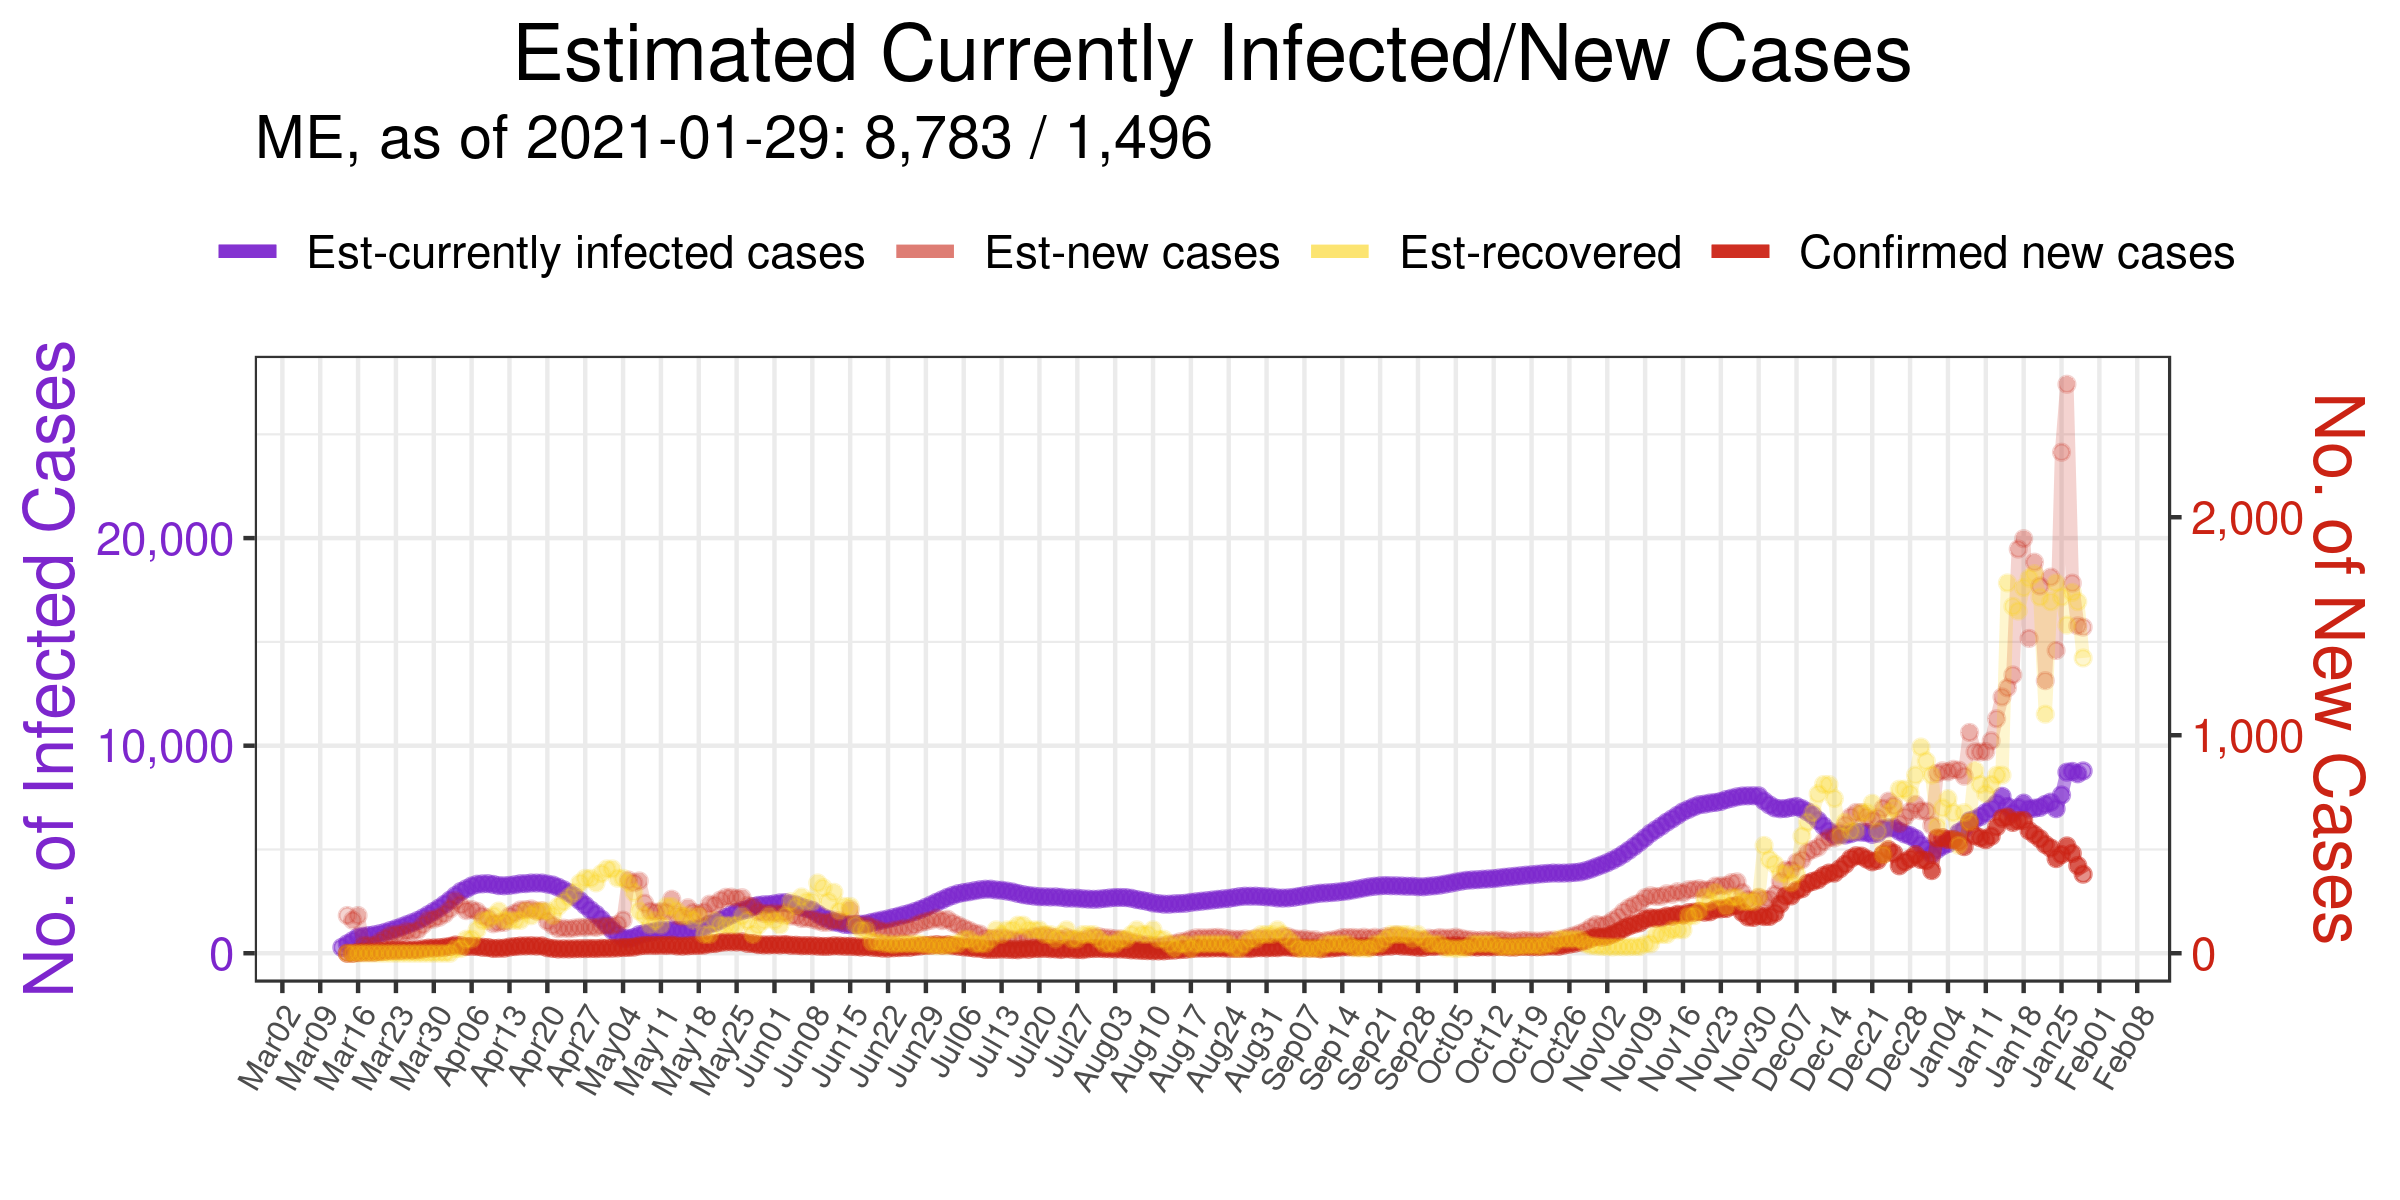 Estimated Currently Infected/New Cases
ME, as of 2021-01-29: 8,783 / 1,496
Est-currently infected cases Est-new cases Est-recovered Confirmed new cases
No. of Infected Cases
20,000
10,000
0
2,000
1,000
0
No. of New Cases
Mar02 Mar09 Mar16 Mar23 Mar30 Apr06 Apr13 Apr20 Apr27 May04 May11 May18 May25 Jun01 Jun08 Jun15 Jun22 Jun29 Jul06 Jul13 Jul20 Jul27 Aug03 Aug10 Aug17 Aug24 Aug31 Sep07 Sep14 Sep21 Sep28 Oct05 Oct12 Oct19 Oct26 Nov02 Nov09 Nov16 Nov23 Nov30 Dec07 Dec14 Dec21 Dec28 Jan04 Jan11 Jan18 Jan25 Feb01 Feb08